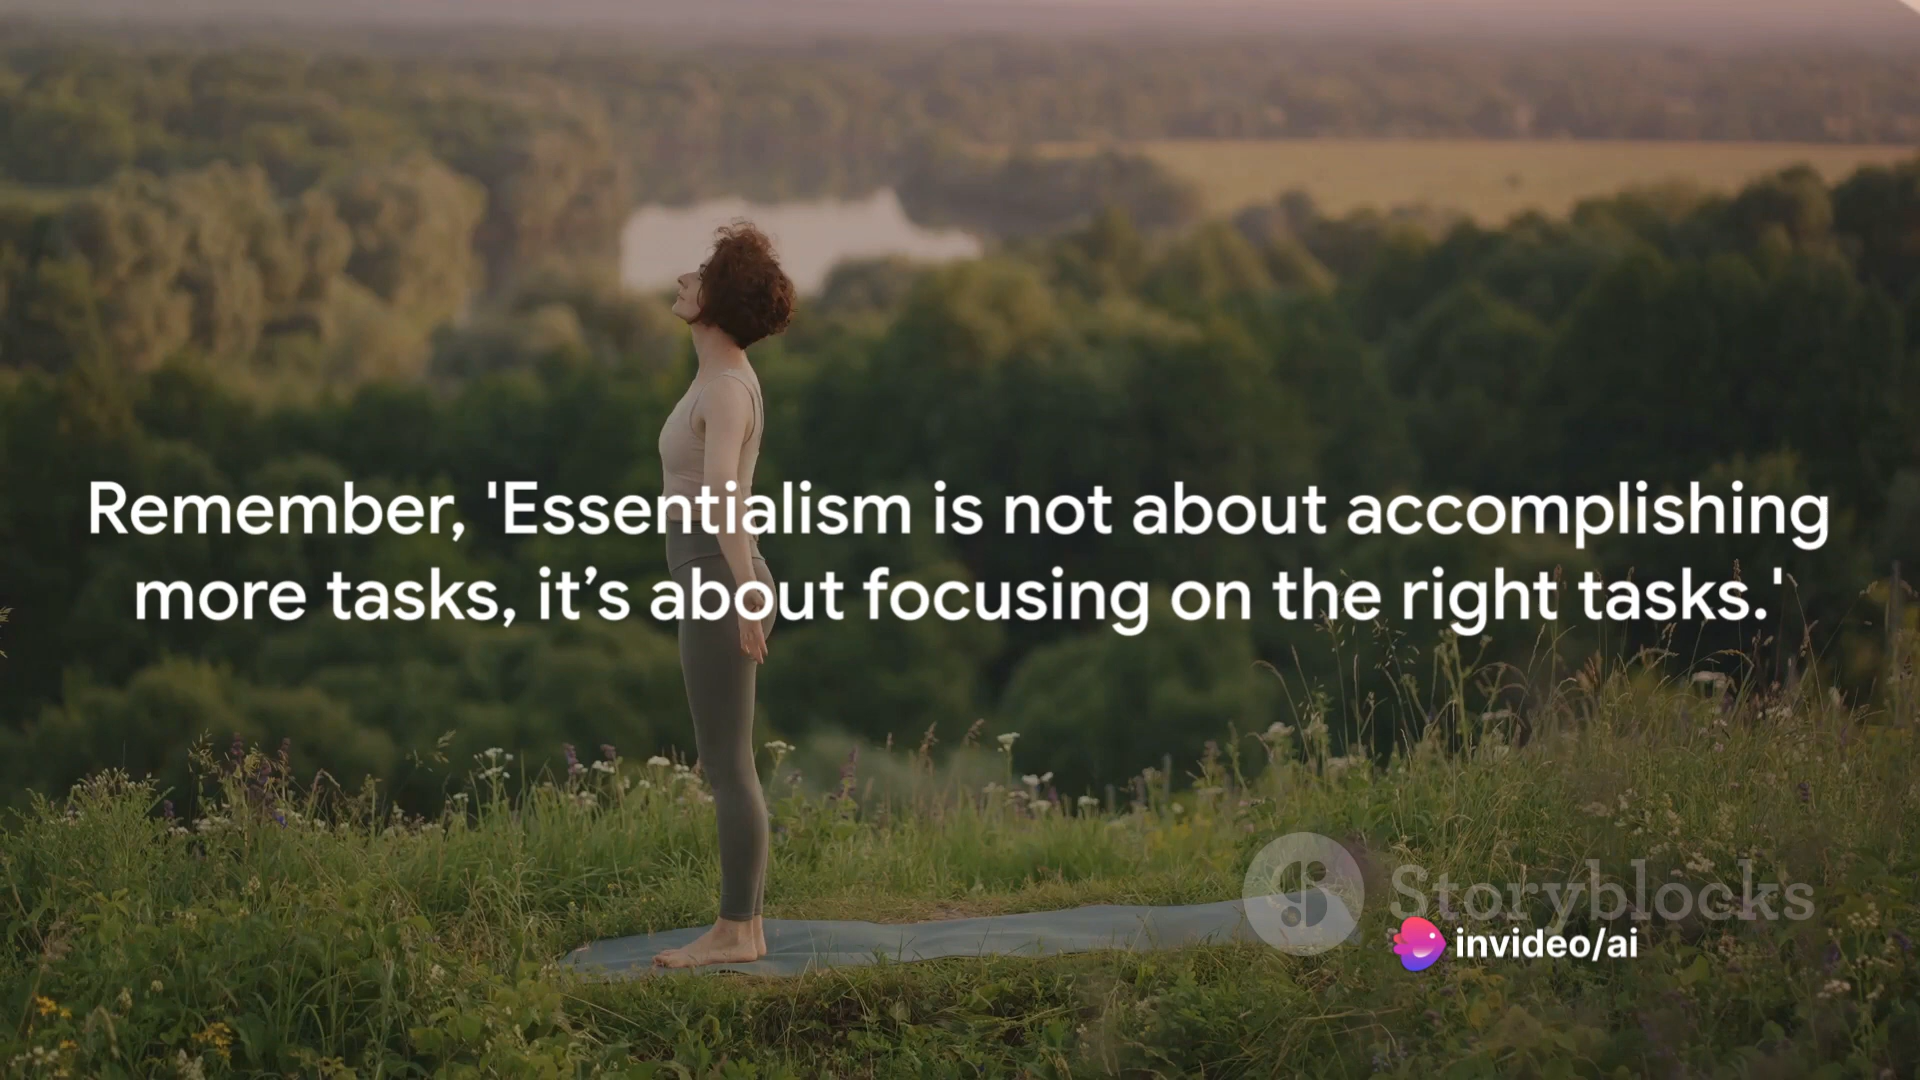 Remember, 'Essentialism is not about accomplishing
more tasks, it’s about focusing on the right tasks.'
Storyblocks
invideo/ai